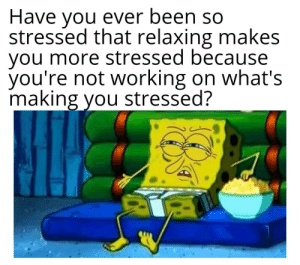 Have you ever been so
stressed that relaxing makes
you more stressed because
you're not working on what's
making you stressed?